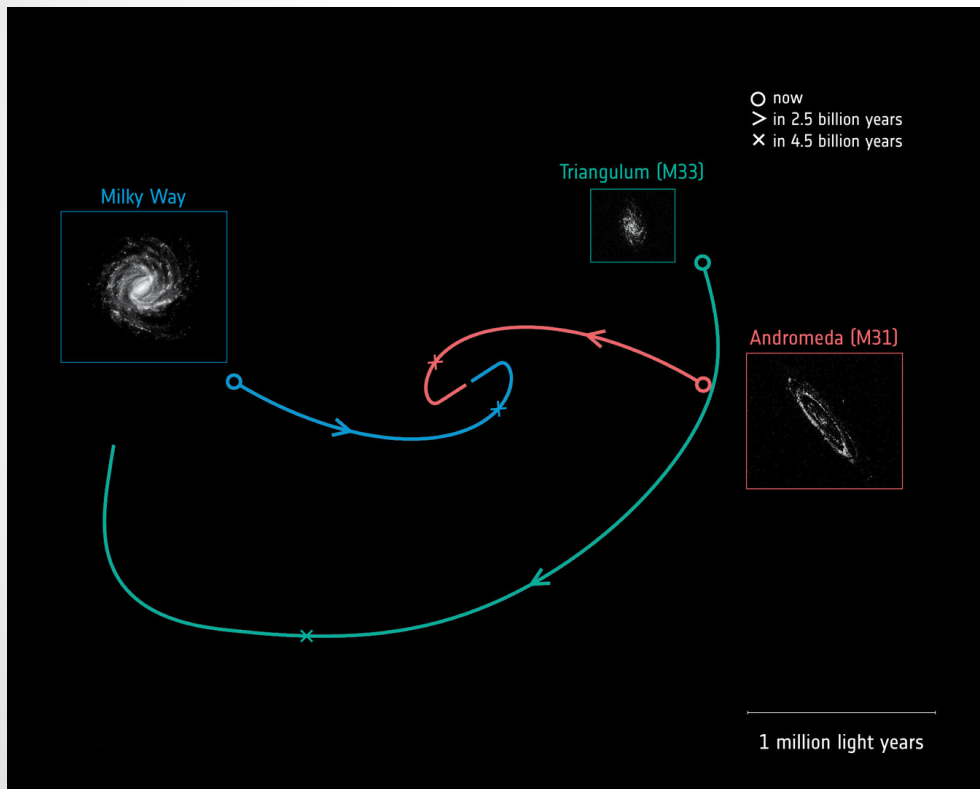 now
in 2.5 billion years
in 4.5 billion years
Triangulum (M33)
Milky Way
Andromeda (M31)
1 million light years